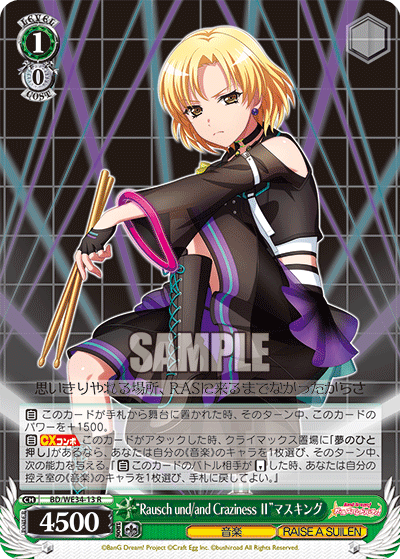 LEVEL
1
0
COST
SAMPLE
思いきりやれる場所、RASに来るまでなかったからさ
自 このカードが手札から舞台に置かれた時、そのターン中、このカードの
パワーを+1500。
自 CXコンボ このカードがアタックした時、クライマックス置場に「夢のひと
押し」があるなら、あなたは自分の《音楽》のキャラを1枚選び、そのターン中、
次の能力を与える。『自 このカードのバトル相手が した時、あなたは自分の
控え室の《音楽》のキャラを1枚選び、手札に戻してよい。』
CH BD/WE34-13 R
POWER
4500
"Rausch und/and Craziness Ⅱ"マスキング
音楽
RAISE A SUILEN
©BanG Dream! Project ©Craft Egg Inc. ©bushiroad All Rights Reserved.